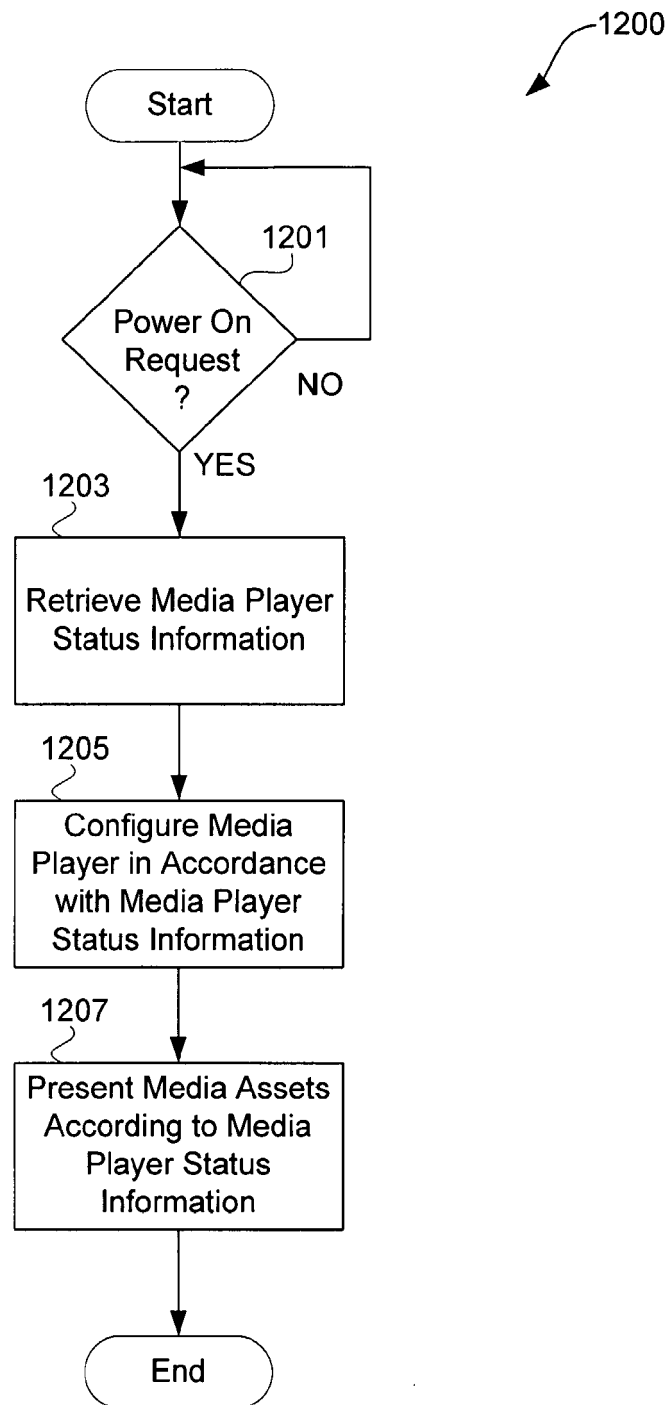 1200
Start
1201
Power On
Request
?
NO
YES
1203
Retrieve Media Player
Status Information
1205
Configure Media
Player in Accordance
with Media Player
Status Information
1207
Present Media Assets
According to Media
Player Status
Information
End